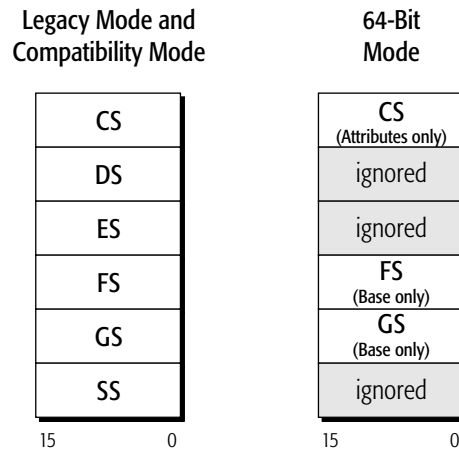 Legacy Mode and
Compatibility Mode
CS
DS
ES
FS
GS
SS
15 0
64-Bit
Mode
CS
(Attributes only)
ignored
ignored
FS
(Base only)
GS
(Base only)
ignored
15 0